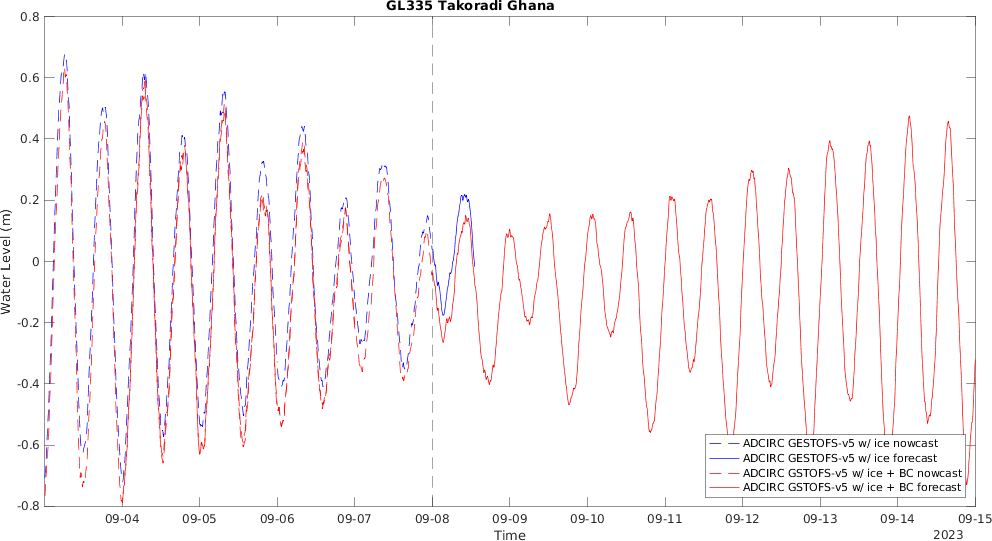 GL335 Takoradi Ghana
0.8
0.6
0.4
0.2
0
-0.2
-0.4
-0.6
-0.8
Water Level (m)
ADCIRC GESTOFS-v5 w/ ice nowcast
ADCIRC GESTOFS-v5 w/ ice forecast
ADCIRC GSTOFS-v5 w/ ice + BC nowcast
ADCIRC GSTOFS-v5 w/ ice + BC forecast
09-04 09-05 09-06 09-07 09-08 09-09 09-10 09-11 09-12 09-13 09-14 09-15
Time
2023